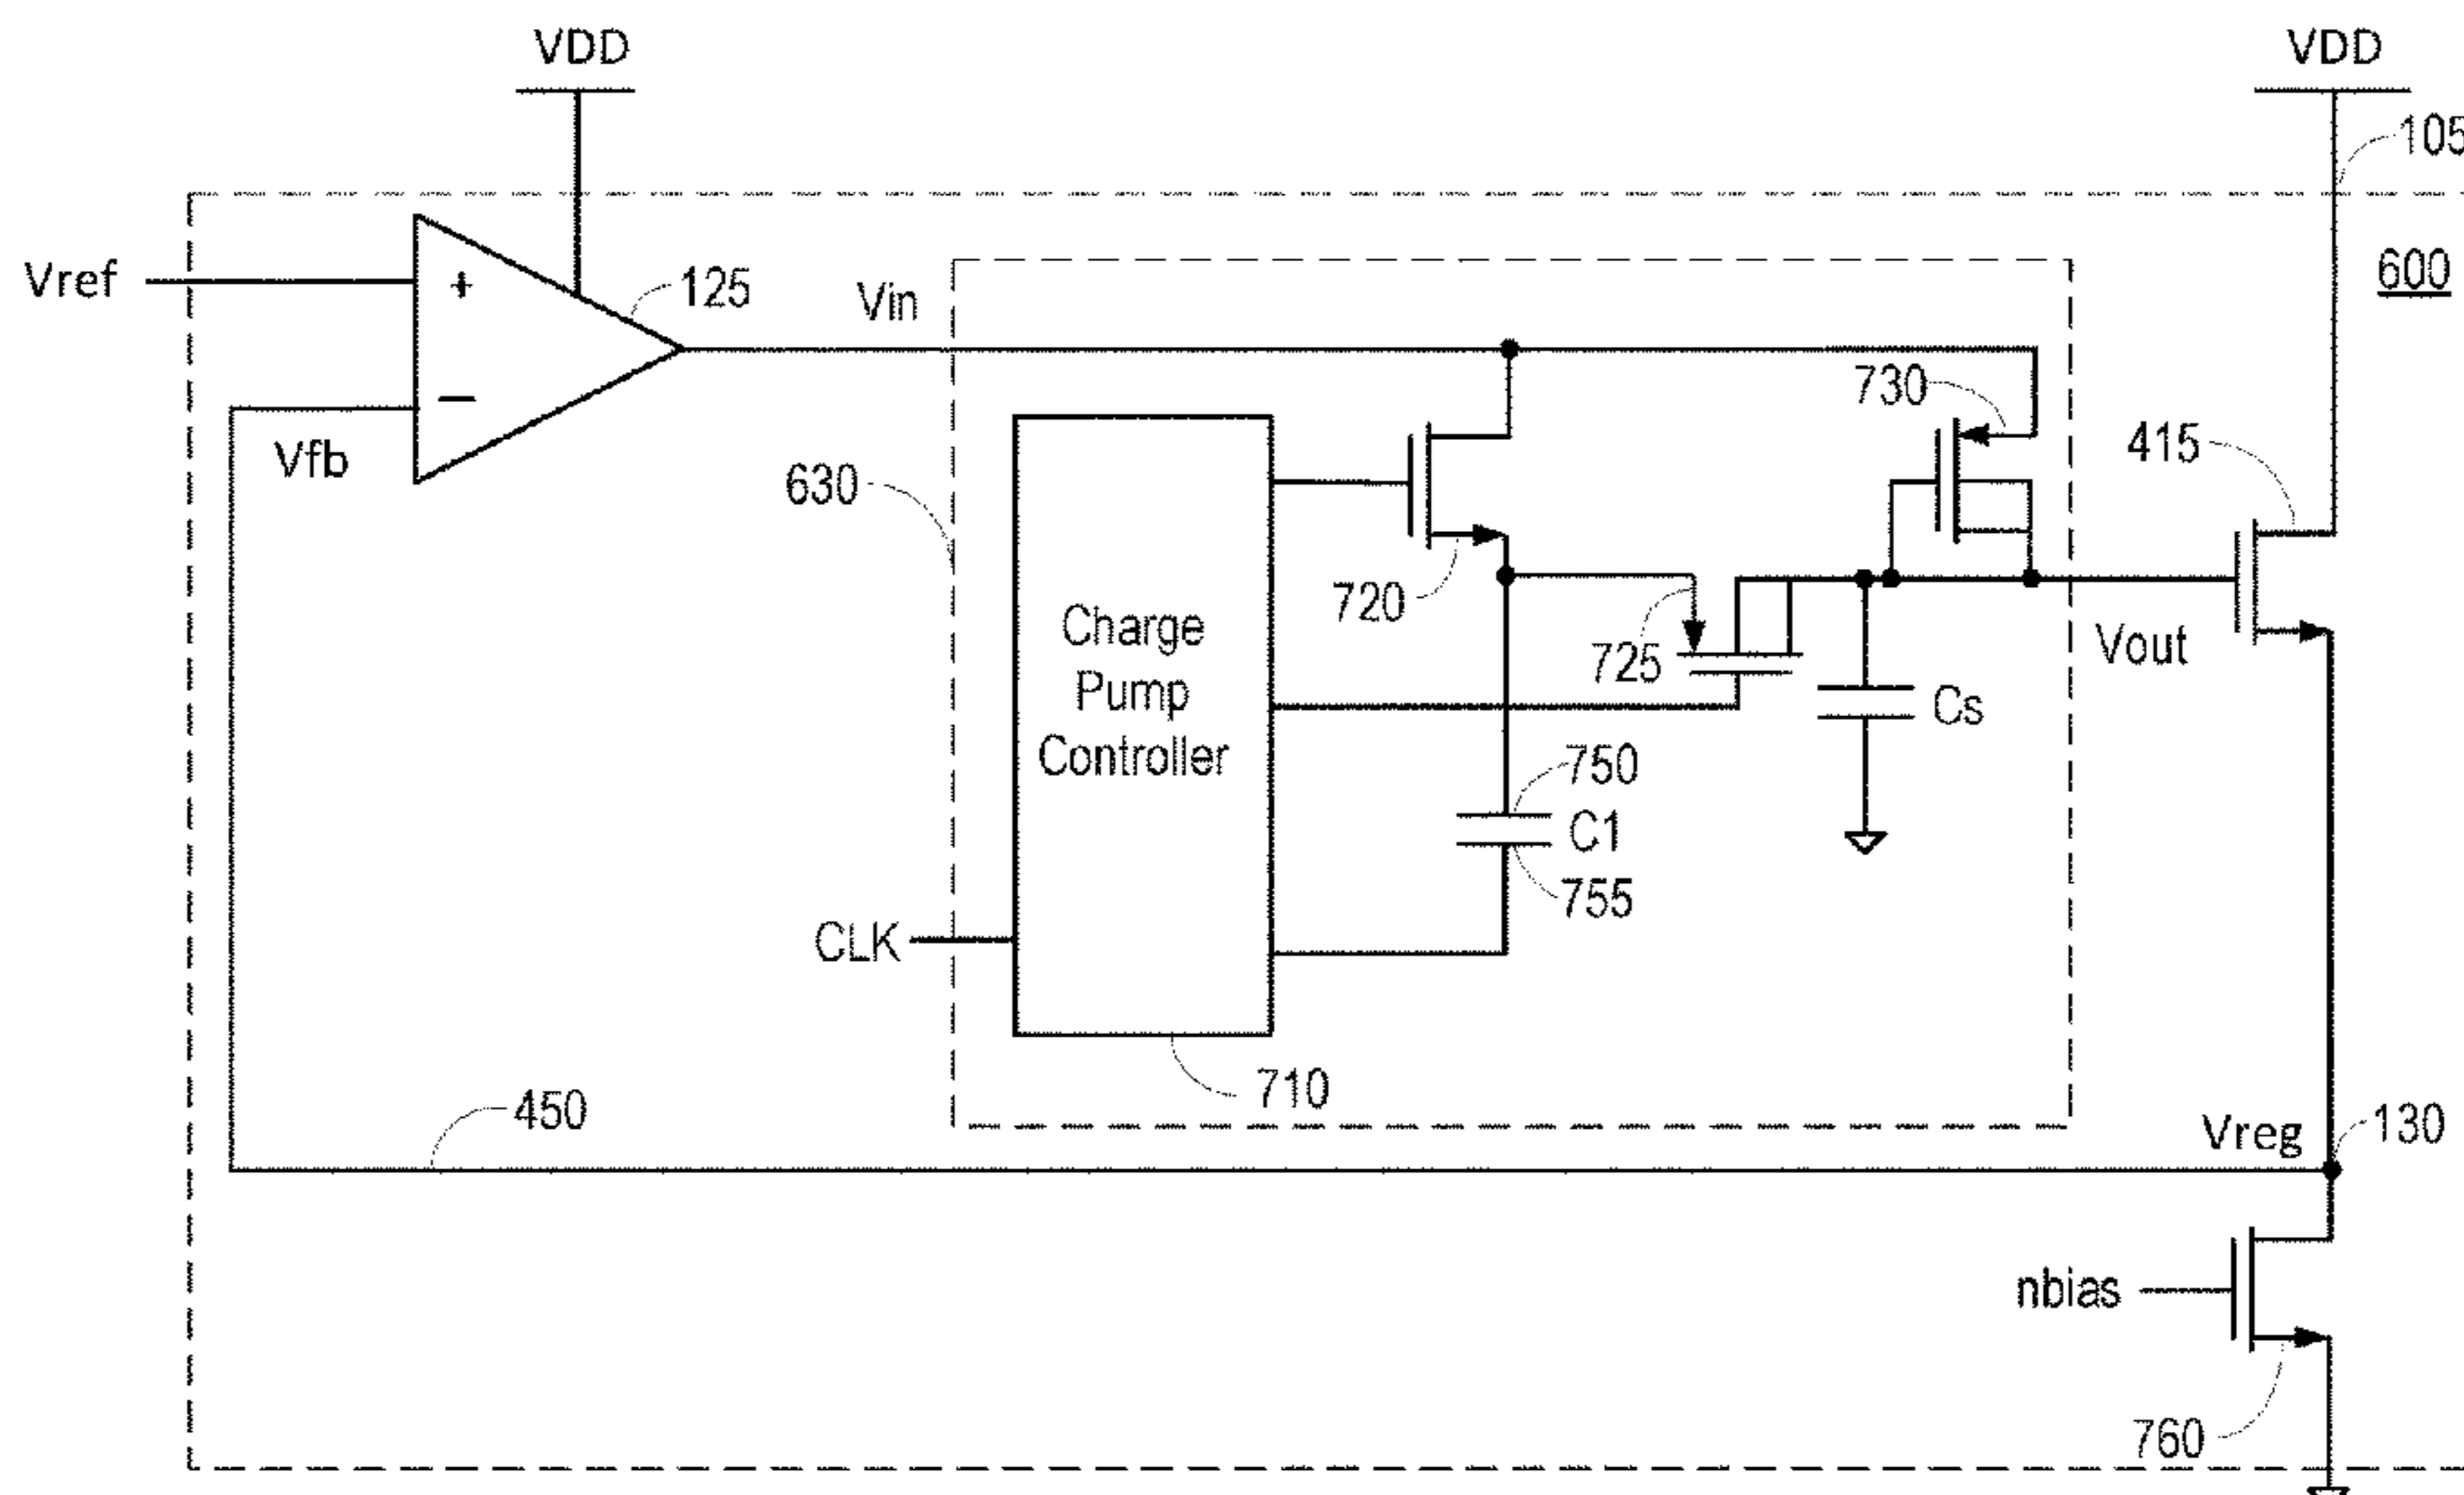 VDD
VDD
105
600
Vref
+
125
Vin
−
Vfb
630
730
415
720
725
Vout
Charge
Pump
Controller
Cs
750
C1
755
CLK
710
450
Vreg
130
nbias
760